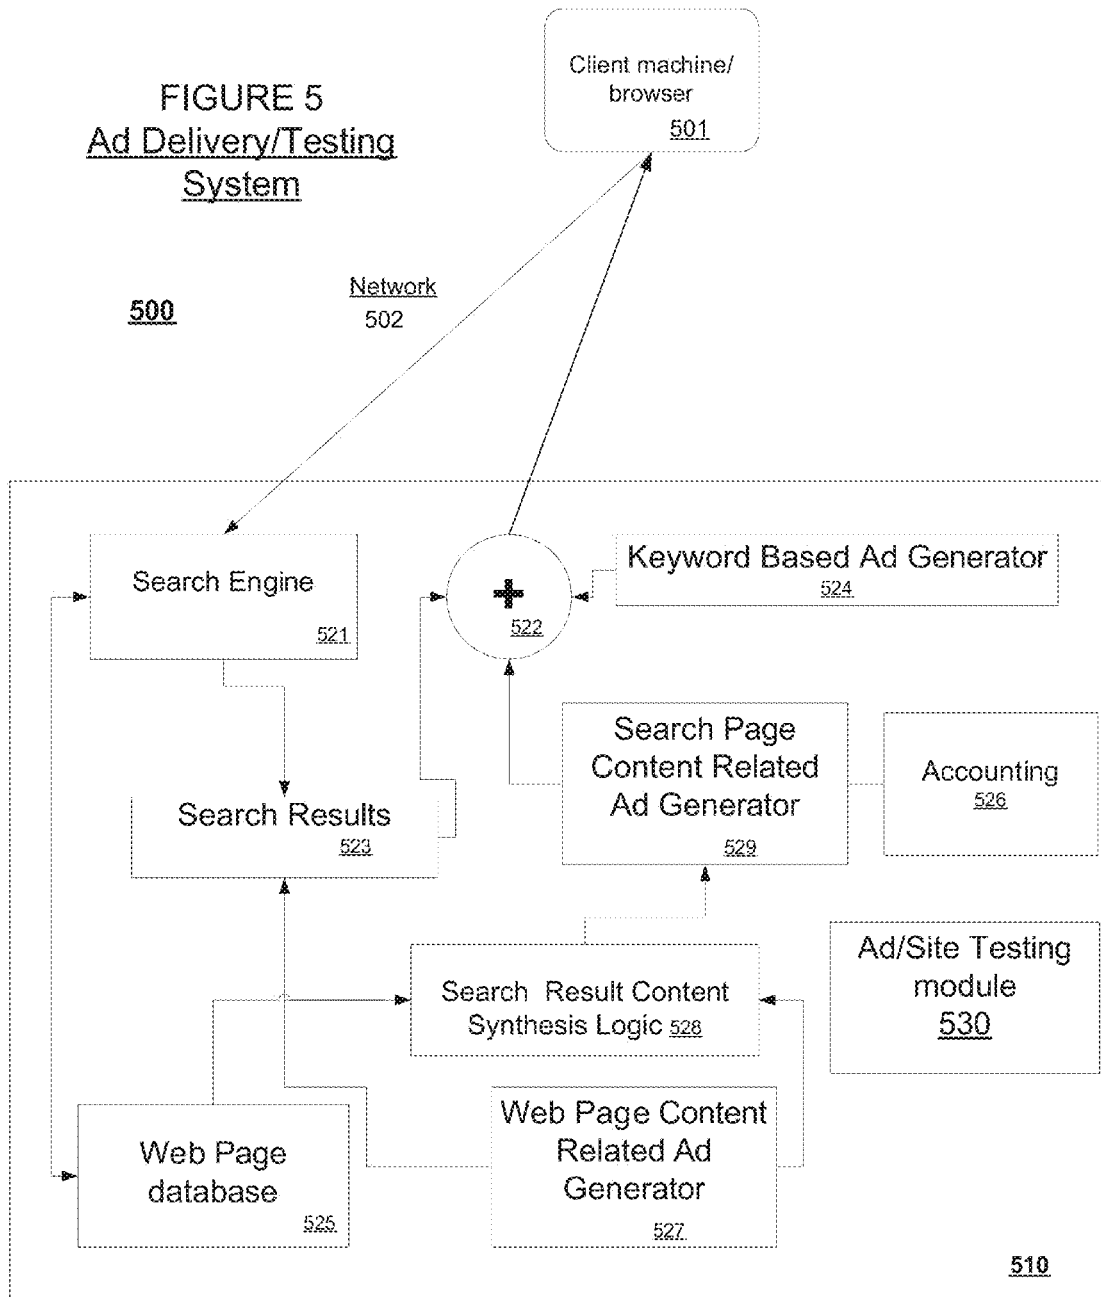 FIGURE 5
Ad Delivery/Testing
System
Client machine/
browser
501
500
Network
502
Search Engine
521
+
522
Keyword Based Ad Generator
524
Search Results
523
Search Page
Content Related
Ad Generator
529
Accounting
526
Search Result Content
Synthesis Logic 528
Ad/Site Testing
module
530
Web Page
database
525
Web Page Content
Related Ad
Generator
527
510